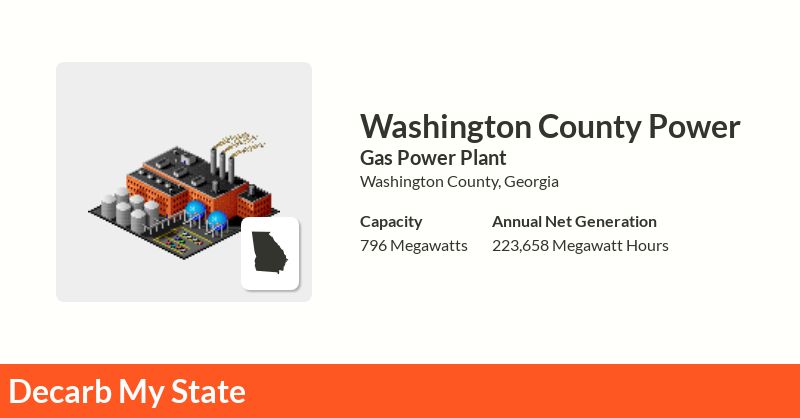 Washington County Power
Gas Power Plant
Washington County, Georgia
Capacity
796 Megawatts
Annual Net Generation
223,658 Megawatt Hours
Decarb My State